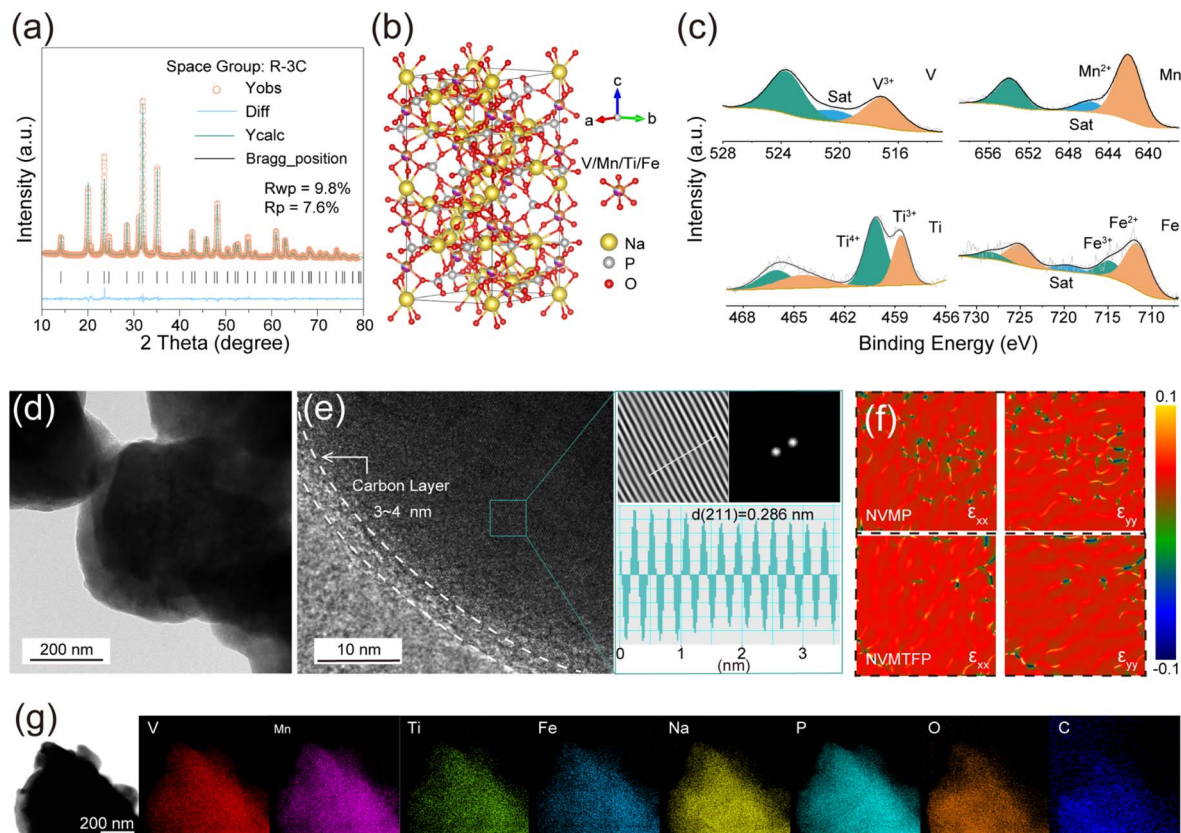 (a)
Intensity (a.u.)
Space Group: R-3C
Yobs
Diff
Ycalc
Bragg_position
Rwp = 9.8%
Rp = 7.6%
10 20 30 40 50 60 70 80
2 Theta (degree)
(b)
c
a b
V/Mn/Ti/Fe
Na
P
O
(c)
Intensity (a.u.)
V³⁺ V
Sat
528 524 520 516
Mn²⁺ Mn
Sat
656 652 648 644 640
Ti³⁺ Ti
Ti⁴⁺
468 465 462 459 456
Fe²⁺ Fe
Fe³⁺
Sat
730 725 720 715 710
Binding Energy (eV)
(d)
200 nm
(e)
Carbon Layer
3~4 nm
10 nm
d(211)=0.286 nm
0 1 2 3
(nm)
(f)
NVMP εxx
εyy
NVMTFP εxx
εyy
0.1
-0.1
(g)
200 nm
V Mn Ti Fe Na P O C